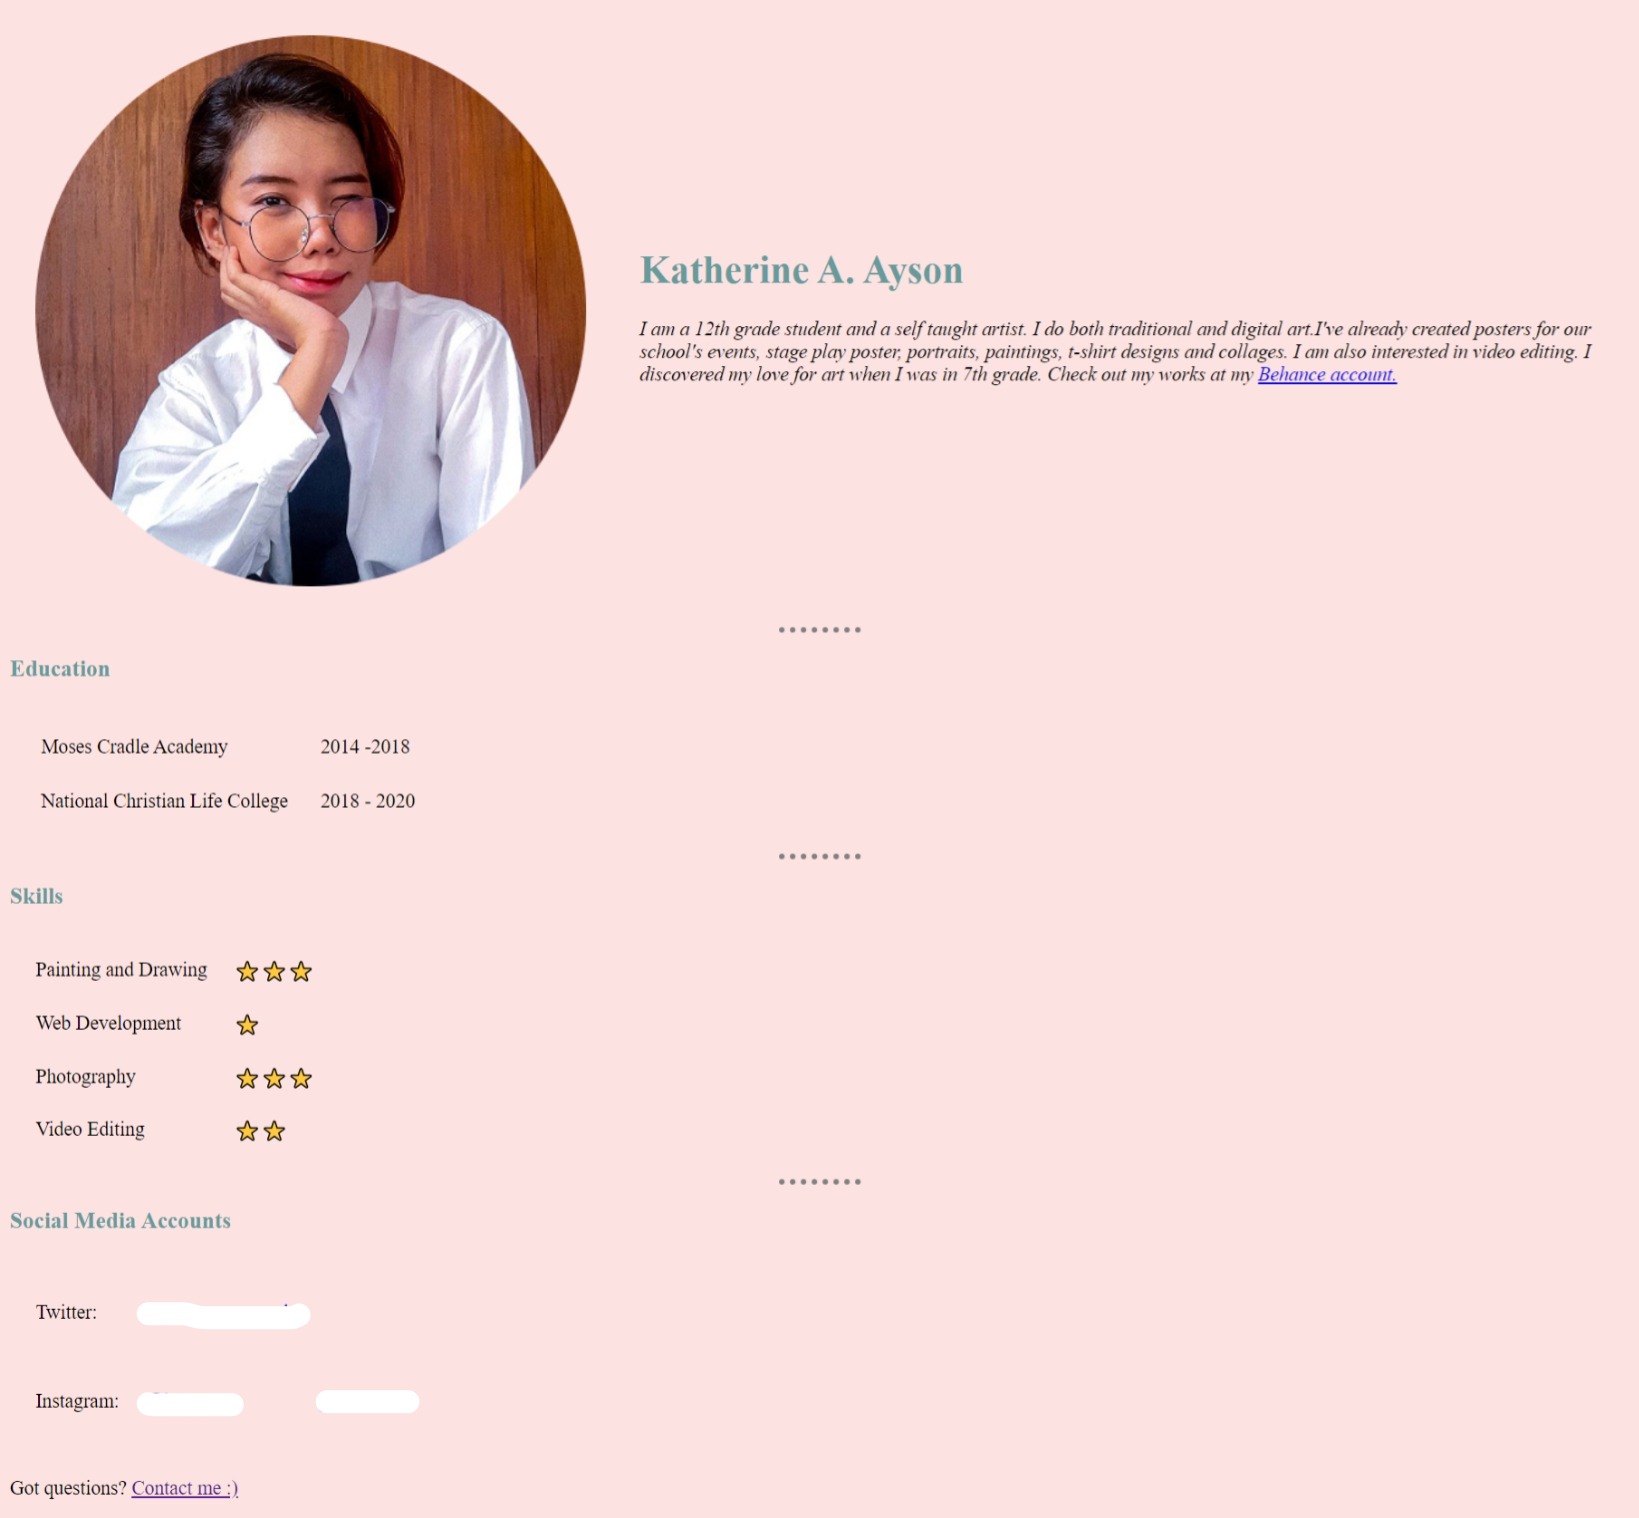 Katherine A. Ayson
I am a 12th grade student and a self taught artist. I do both traditional and digital art.I've already created posters for our
school's events, stage play poster, portraits, paintings, t-shirt designs and collages. I am also interested in video editing. I
discovered my love for art when I was in 7th grade. Check out my works at my Behance account.
Education
Moses Cradle Academy 2014 -2018
National Christian Life College 2018 - 2020
Skills
Painting and Drawing
Web Development
Photography
Video Editing
Social Media Accounts
Twitter:
Instagram:
Got questions? Contact me :)